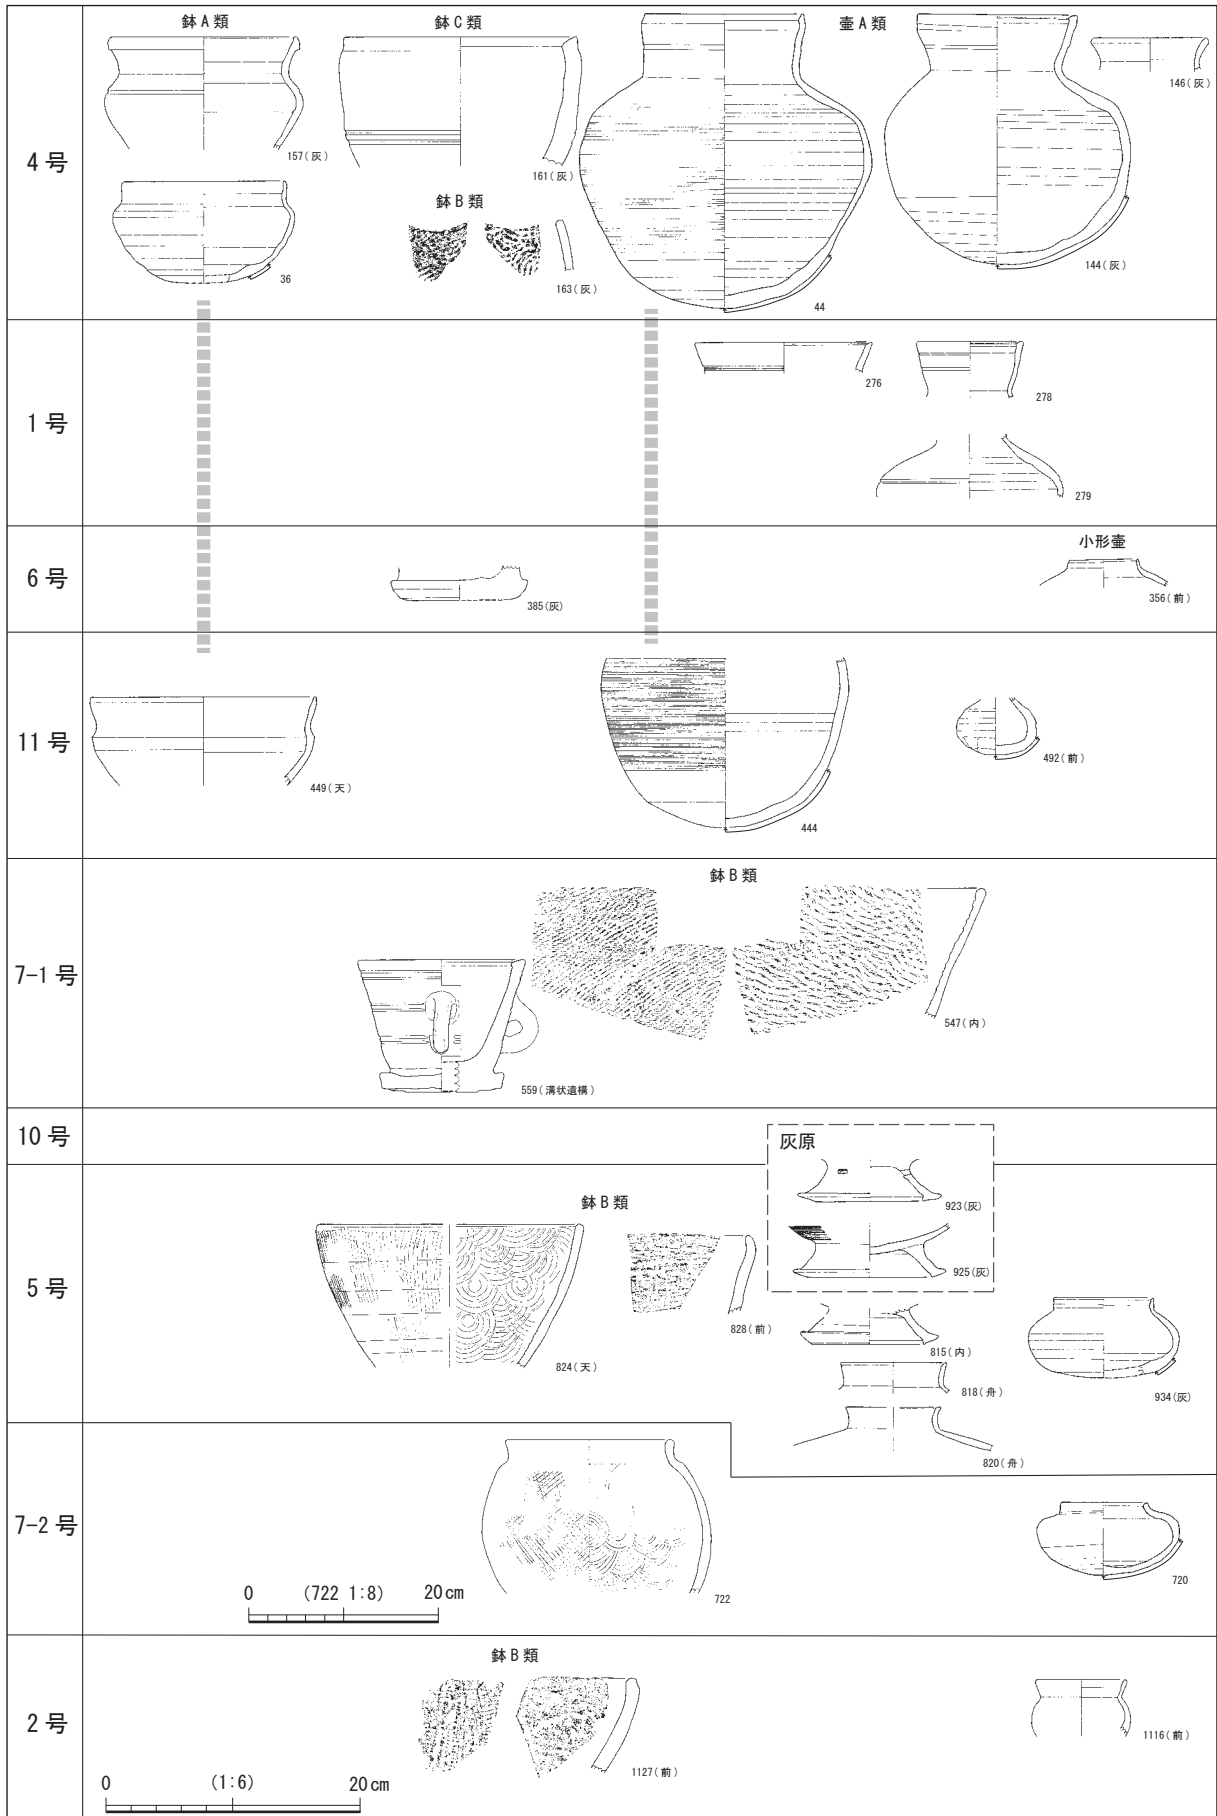 4号
鉢A類
鉢C類
壷A類
157(灰)
161(灰)
146(灰)
鉢B類
36
163(灰)
44
144(灰)
1号
276
278
279
6号
385(灰)
小形壷
356(前)
11号
449(天)
444
492(前)
7-1号
鉢B類
547(内)
559(溝状遺構)
10号
灰原
923(灰)
925(灰)
5号
鉢B類
824(天)
828(前)
815(内)
818(舟)
820(舟)
934(灰)
7-2号
0 (722 1:8) 20cm
722
720
2号
鉢B類
1127(前)
1116(前)
0 (1:6) 20cm